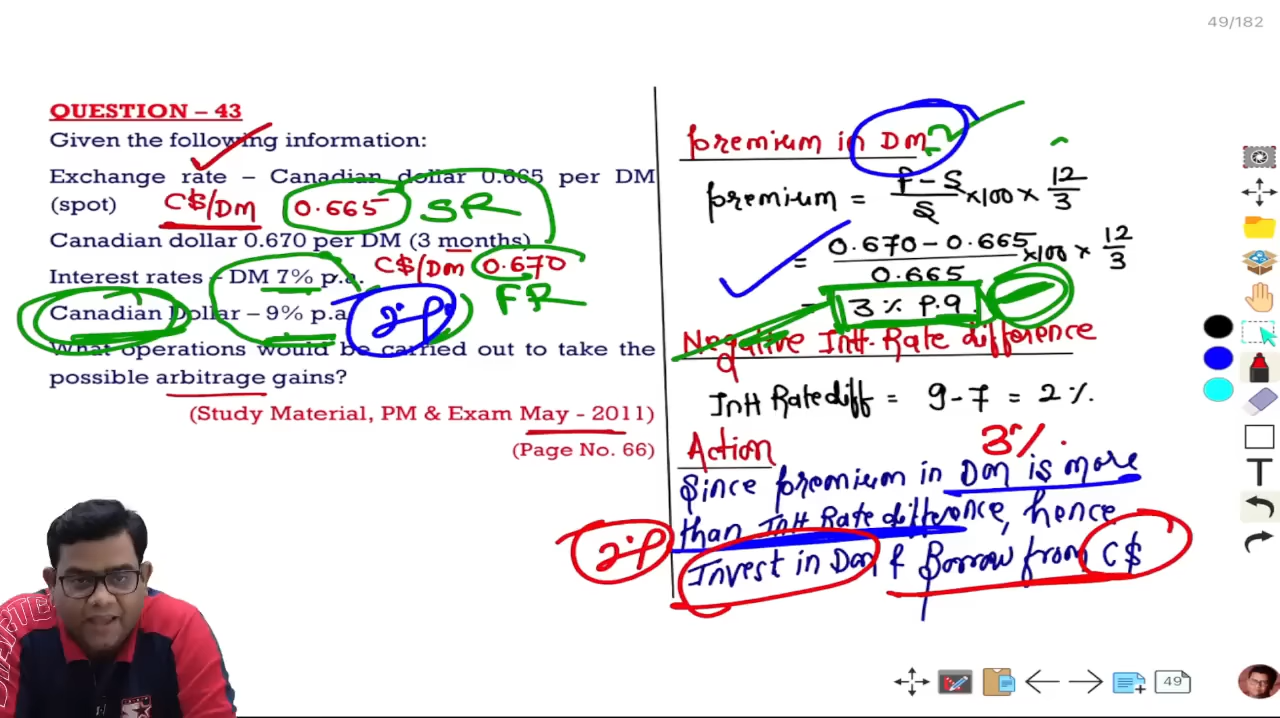 49/182
QUESTION – 43
Given the following information:
Exchange rate – Canadian dollar 0.665 per DM
(spot)
C$/Dm 0.665 SR
Canadian dollar 0.670 per DM (3 months)
Interest rates – DM 7% p.a.
C$/Dm 0.670
FR
Canadian Dollar – 9% p.a.
2%
What operations would be carried out to take the
possible arbitrage gains?
(Study Material, PM & Exam May - 2011)
(Page No. 66)
premium in Dm
premium = F - S / S × 100 × 12/3
= 0.670 - 0.665 / 0.665 × 100 × 12/3
= 3% P.a
Negative Intt. Rate difference
Intt Rate diff = 9 - 7 = 2%.
Action 3%.
Since premium in Dm is more
than Intt Rate difference, hence
2%
Invest in Dm & Borrow from C$
T
49